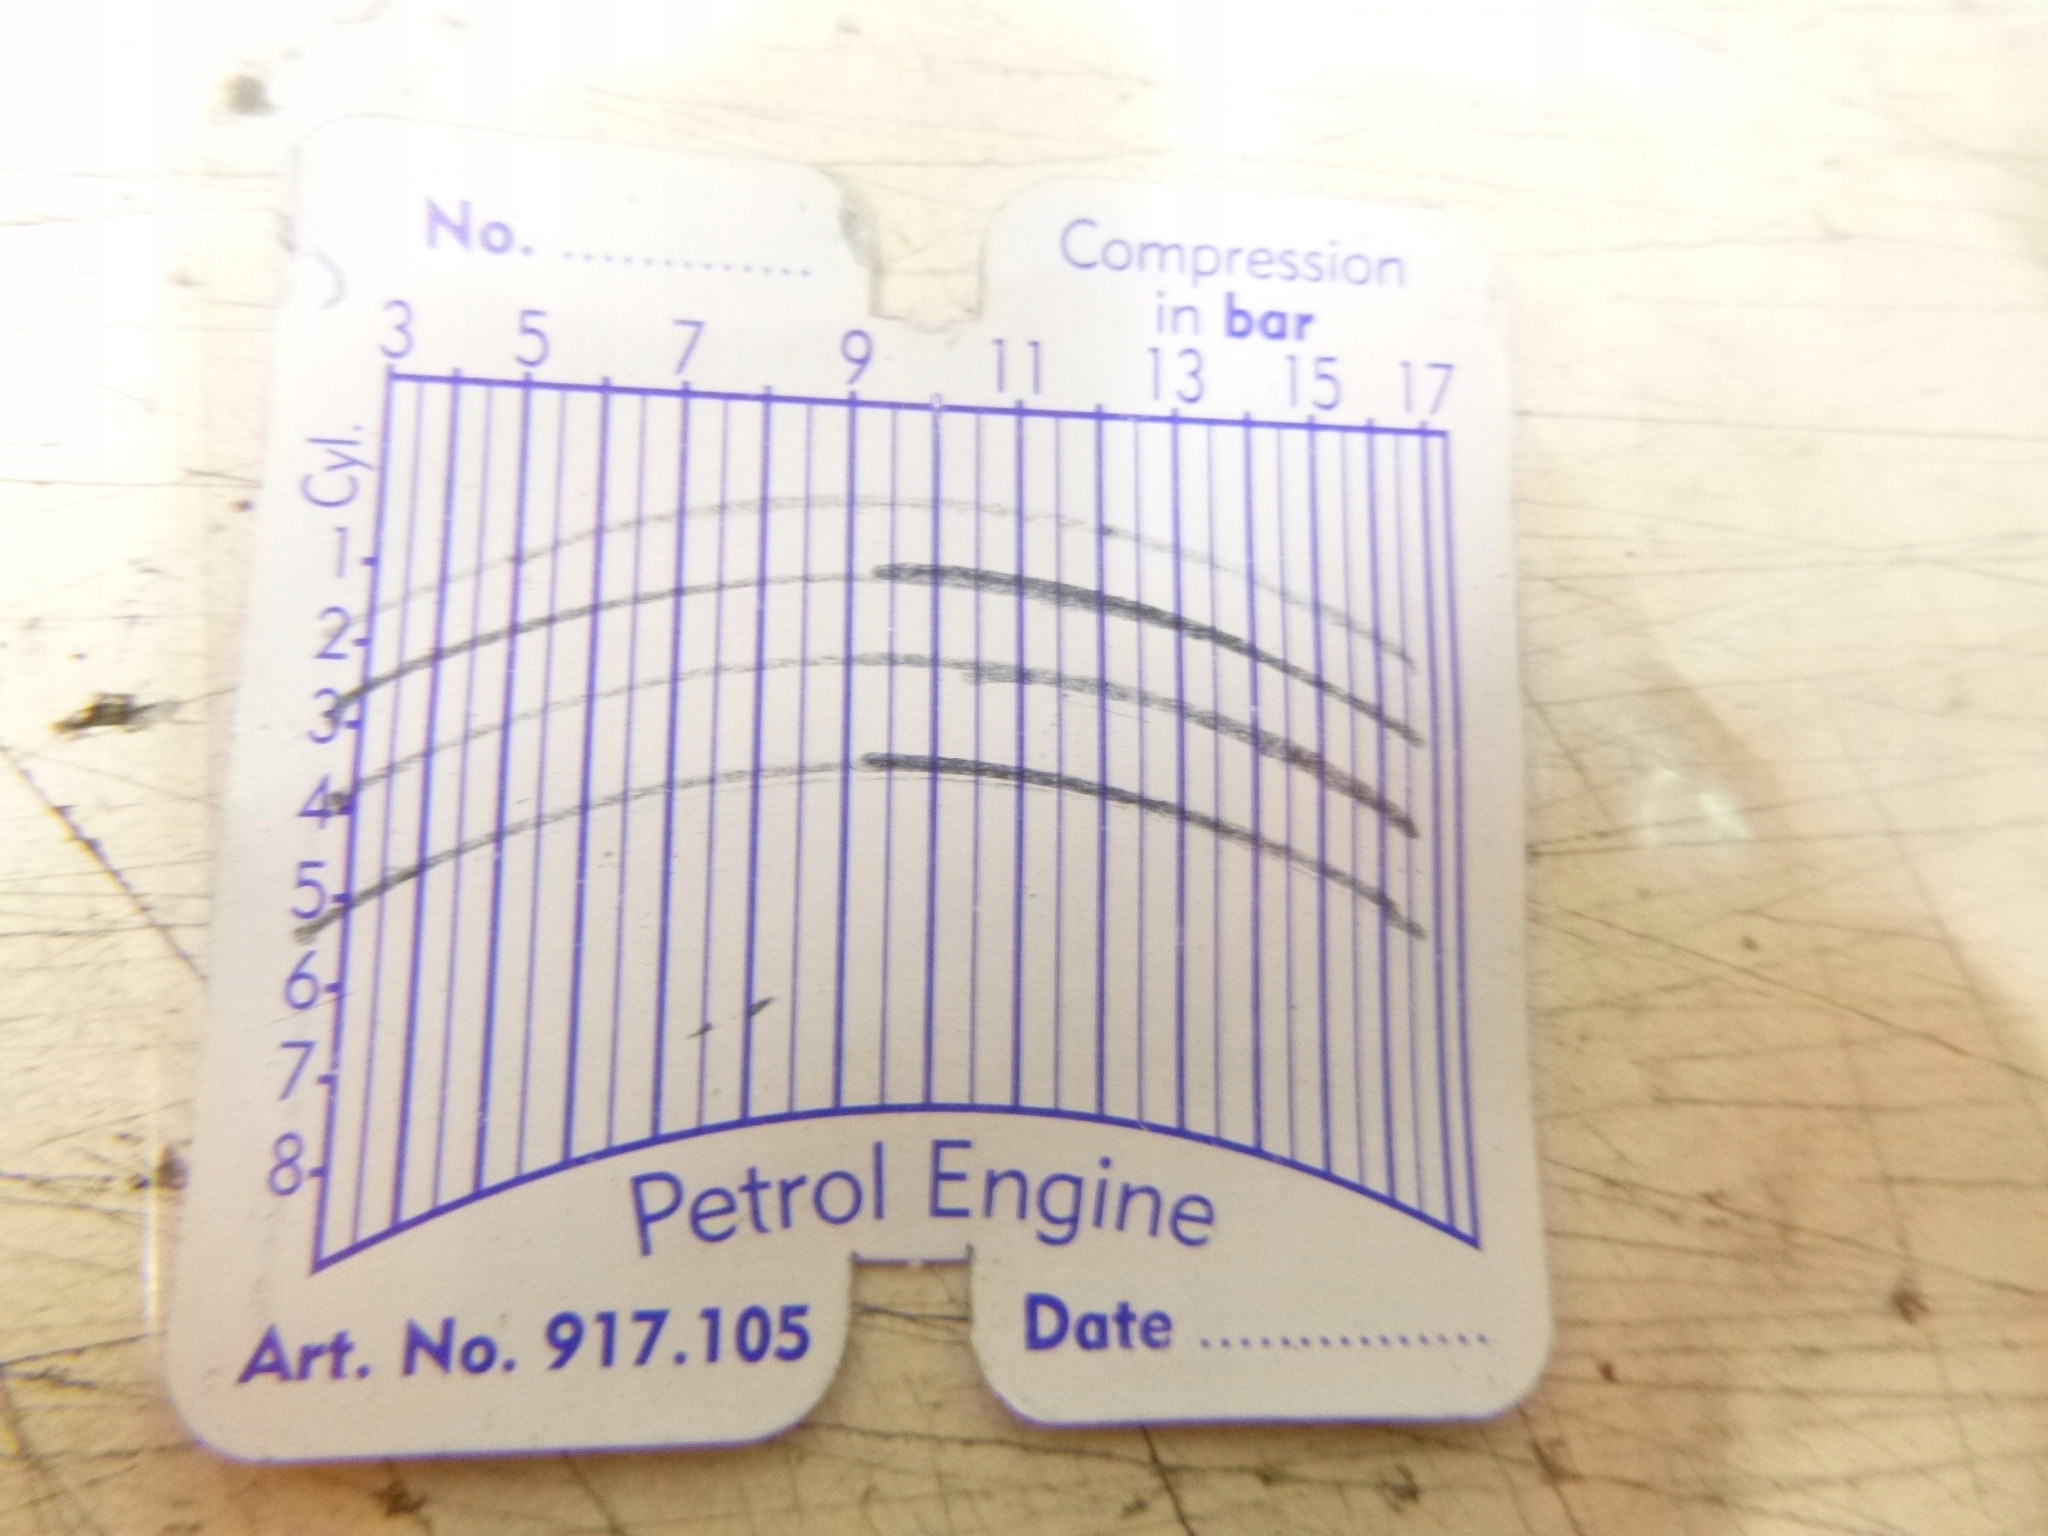 No. ..............
Compression
in bar
3 5 7 9 11 13 15 17
Cyl.
1
2
3
4
5
6
7
8
Petrol Engine
Art. No. 917.105
Date ...............